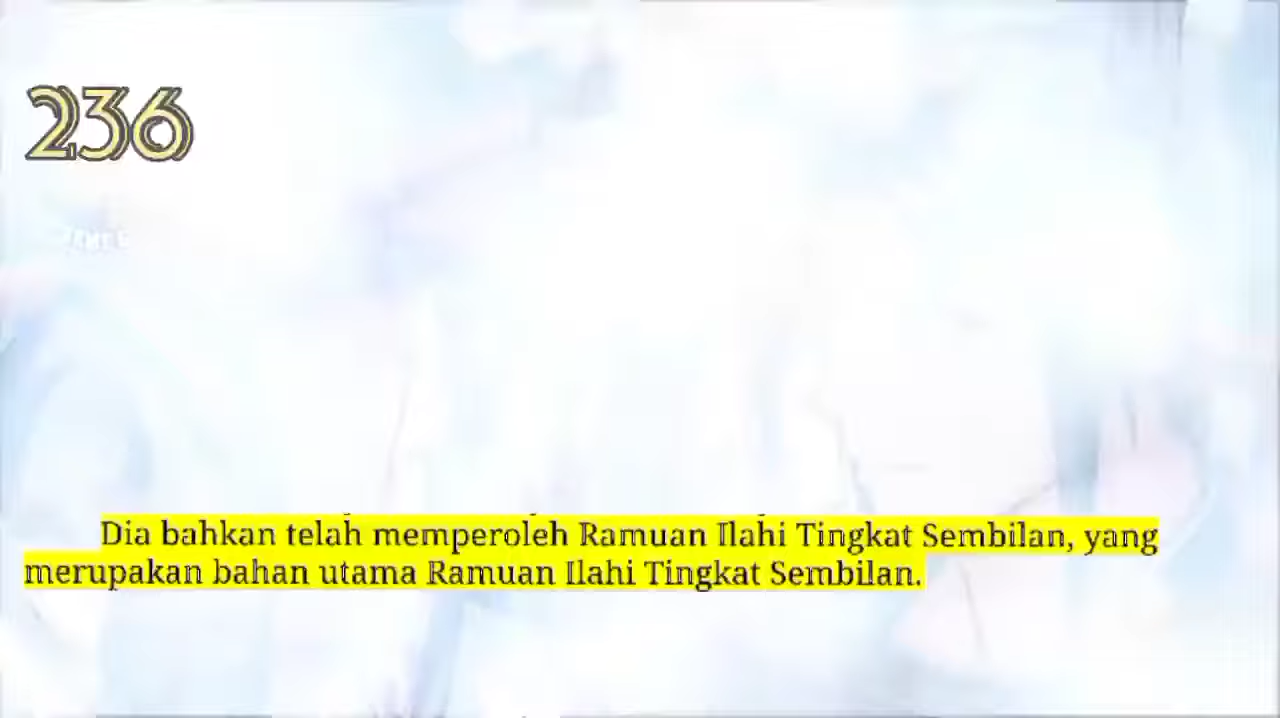 236
Dia bahkan telah memperoleh Ramuan Ilahi Tingkat Sembilan, yang
merupakan bahan utama Ramuan Ilahi Tingkat Sembilan.